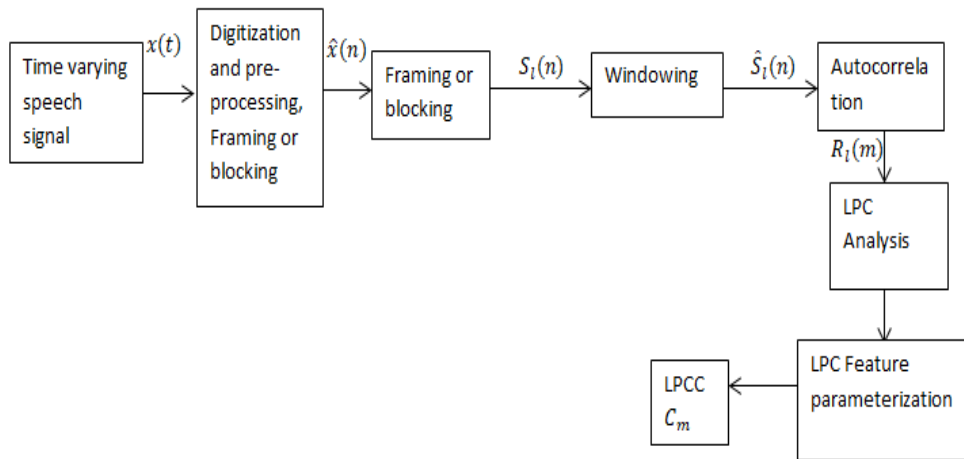 Time varying
speech
signal
x(t)
Digitization
and pre-
processing,
Framing or
blocking
x̂(n)
Framing or
blocking
S_l(n)
Windowing
Ŝ_l(n)
Autocorrela
tion
R_l(m)
LPC
Analysis
LPC Feature
parameterization
LPCC
C_m